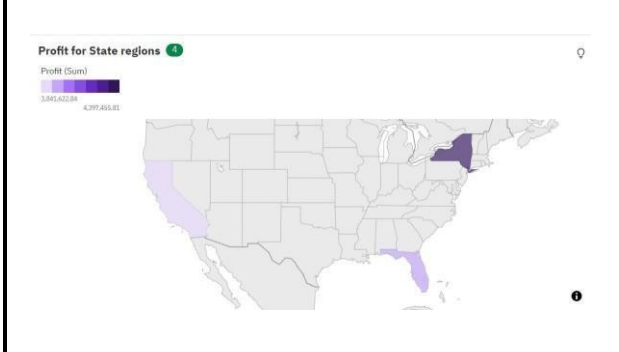 Profit for State regions 4
Profit (Sum)
3,841,622.84
4,397,455.81